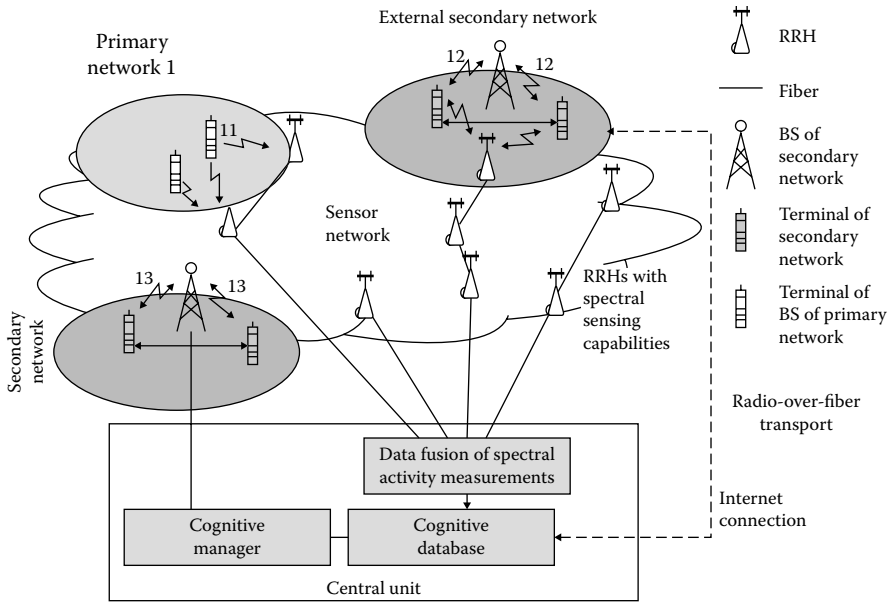 External secondary network
Primary
network 1
12
12
11
Sensor
network
13
13
Secondary
network
RRHs with
spectral
sensing
capabilities
RRH
Fiber
BS of
secondary
network
Terminal of
secondary
network
Terminal of
BS of primary
network
Radio-over-fiber
transport
Internet
connection
Data fusion of spectral
activity measurements
Cognitive
manager
Cognitive
database
Central unit